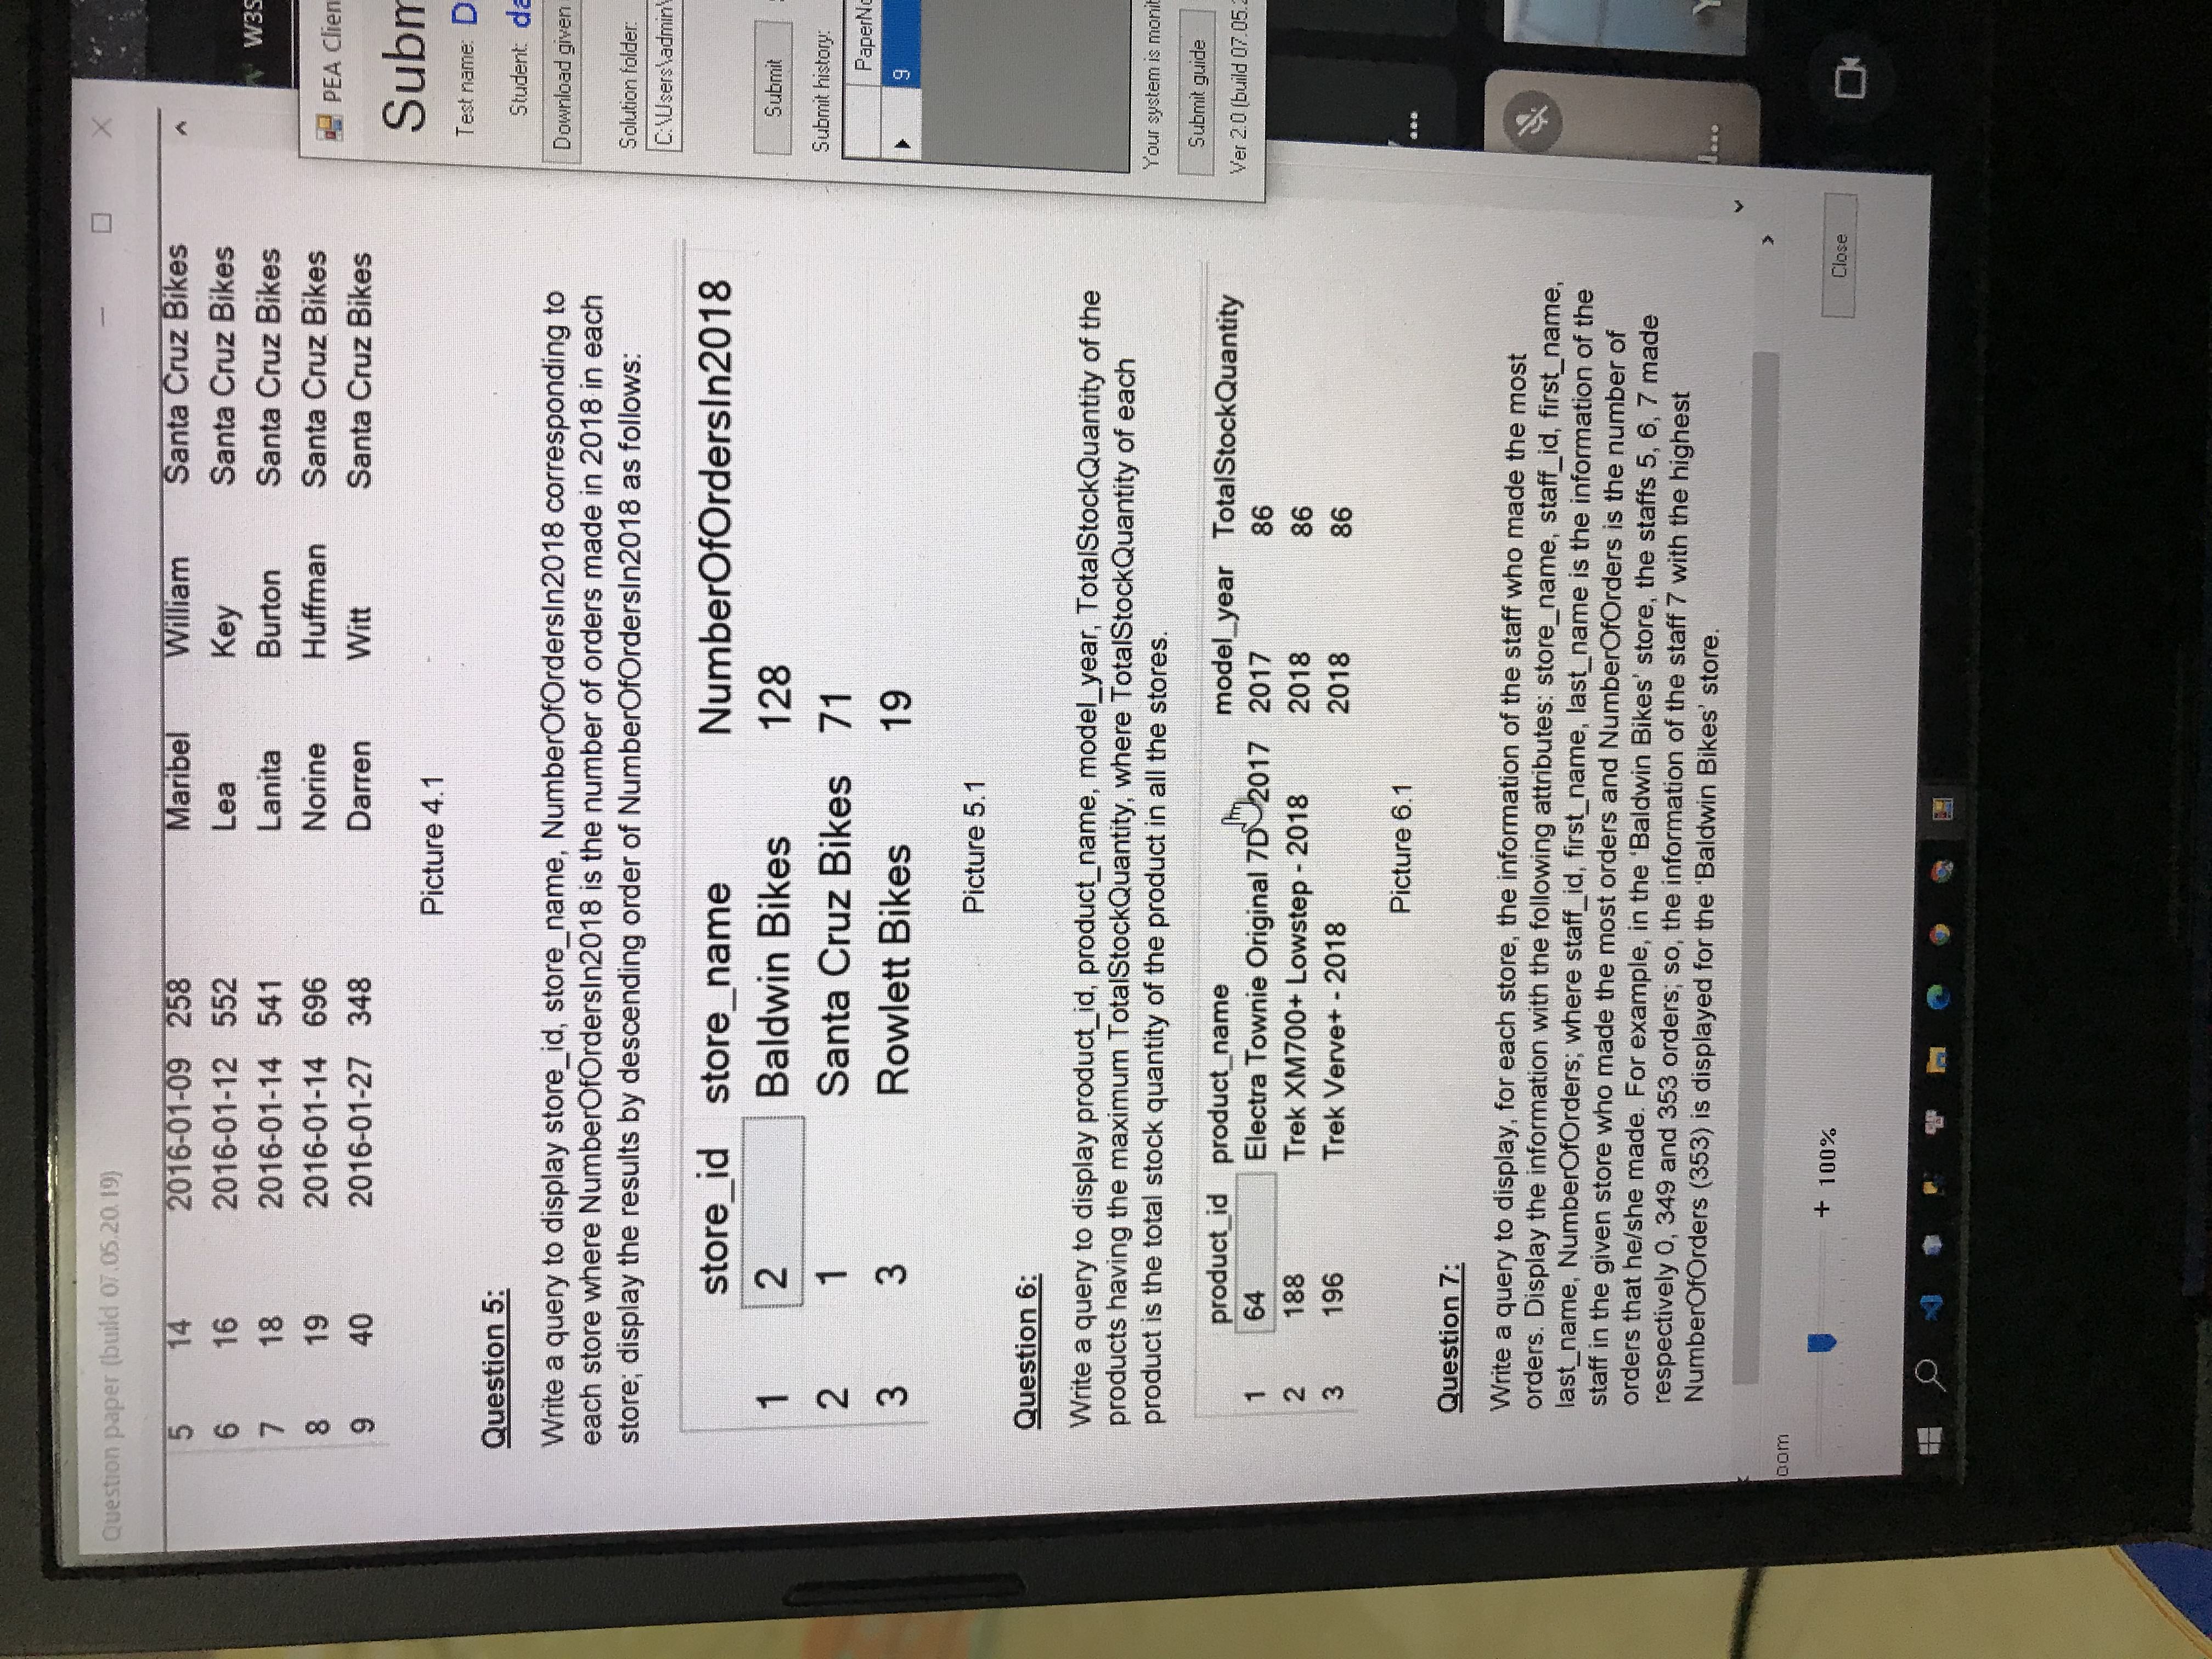 Question paper (build 07.05.20.19)
5 14 2016-01-09 258 Maribel William Santa Cruz Bikes
6 16 2016-01-12 552 Lea Key Santa Cruz Bikes
7 18 2016-01-14 541 Lanita Burton Santa Cruz Bikes
8 19 2016-01-14 696 Norine Huffman Santa Cruz Bikes
9 40 2016-01-27 348 Darren Witt Santa Cruz Bikes
Picture 4.1
Question 5:
Write a query to display store_id, store_name, NumberOfOrdersIn2018 corresponding to
each store where NumberOfOrdersIn2018 is the number of orders made in 2018 in each
store; display the results by descending order of NumberOfOrdersIn2018 as follows:
store_id store_name NumberOfOrdersIn2018
1 2 Baldwin Bikes 128
2 1 Santa Cruz Bikes 71
3 3 Rowlett Bikes 19
Picture 5.1
Question 6:
Write a query to display product_id, product_name, model_year, TotalStockQuantity of the
products having the maximum TotalStockQuantity, where TotalStockQuantity of each
product is the total stock quantity of the product in all the stores.
product_id product_name model_year TotalStockQuantity
1 64 Electra Townie Original 7D 2017 2017 86
2 188 Trek XM700+ Lowstep - 2018 2018 86
3 196 Trek Verve+ - 2018 2018 86
Picture 6.1
Question 7:
Write a query to display, for each store, the information of the staff who made the most
orders. Display the information with the following attributes: store_name, staff_id, first_name,
last_name, NumberOfOrders; where staff_id, first_name, last_name is the information of the
staff in the given store who made the most orders and NumberOfOrders is the number of
orders that he/she made. For example, in the ‘Baldwin Bikes’ store, the staffs 5, 6, 7 made
respectively 0, 349 and 353 orders; so, the information of the staff 7 with the highest
NumberOfOrders (353) is displayed for the ‘Baldwin Bikes’ store.
oom
+ 100%
Close
W3S
PEA Clien
Subm
Test name: D
Student: da
Download given
Solution folder:
C:\Users\admin\
Submit
Submit history:
PaperNo
9
Your system is monit
Submit guide
Ver 2.0 (build 07.05.2